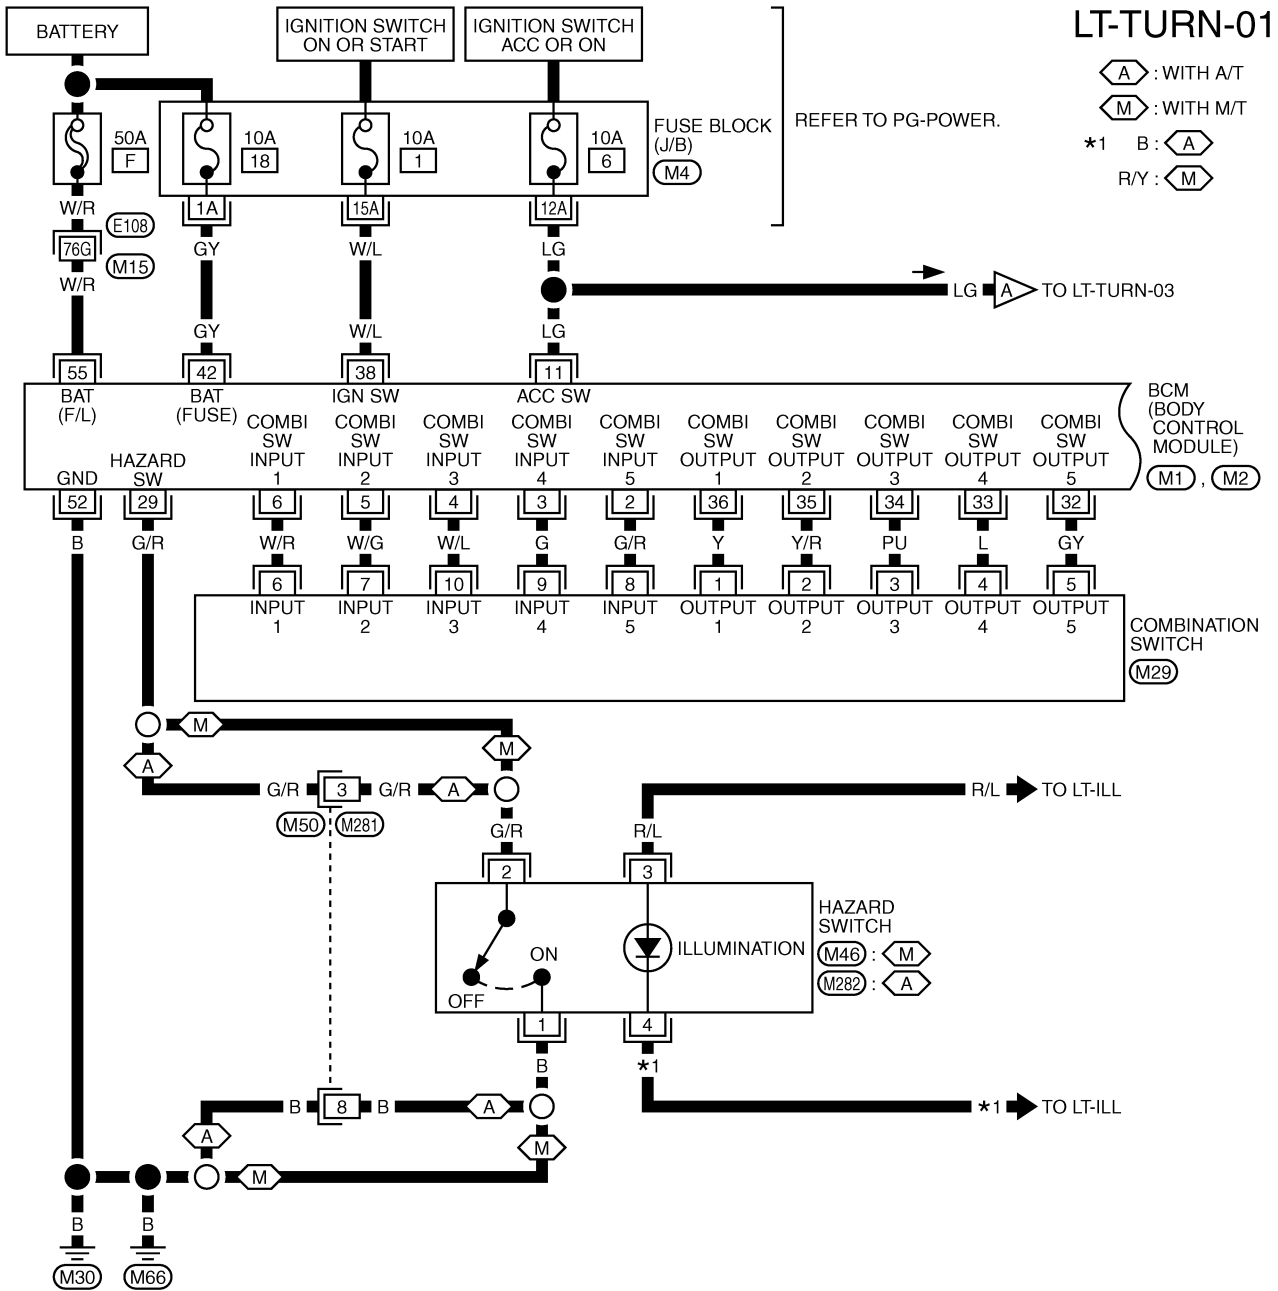 LT-TURN-01
BATTERY
IGNITION SWITCH
ON OR START
IGNITION SWITCH
ACC OR ON
A : WITH A/T
M : WITH M/T
*1 B : A
R/Y : M
50A
F
10A
18
10A
1
10A
6
FUSE BLOCK
(J/B)
M4
REFER TO PG-POWER.
1A
15A
12A
W/R
E108
76G
M15
W/R
GY
W/L
LG
LG A TO LT-TURN-03
GY
W/L
LG
55
42
38
11
BAT
(F/L)
BAT
(FUSE)
IGN SW
ACC SW
BCM
(BODY
CONTROL
MODULE)
M1 , M2
COMBI
SW
INPUT
1
COMBI
SW
INPUT
2
COMBI
SW
INPUT
3
COMBI
SW
INPUT
4
COMBI
SW
INPUT
5
COMBI
SW
OUTPUT
1
COMBI
SW
OUTPUT
2
COMBI
SW
OUTPUT
3
COMBI
SW
OUTPUT
4
COMBI
SW
OUTPUT
5
GND
HAZARD
SW
52 29 6 5 4 3 2 36 35 34 33 32
B G/R W/R W/G W/L G G/R Y Y/R PU L GY
6 7 10 9 8 1 2 3 4 5
INPUT
1
INPUT
2
INPUT
3
INPUT
4
INPUT
5
OUTPUT
1
OUTPUT
2
OUTPUT
3
OUTPUT
4
OUTPUT
5
COMBINATION
SWITCH
M29
M
M
A
G/R 3 G/R A
M50 M281
G/R
R/L TO LT-ILL
R/L
2
3
HAZARD
SWITCH
M46 : M
M282 : A
ILLUMINATION
ON
OFF
1
4
B
*1
B 8 B A
*1 TO LT-ILL
A
M
M
B
B
M30
M66